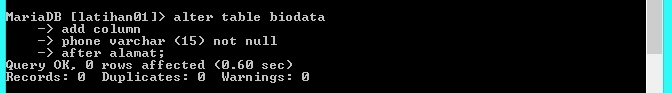 MariaDB [latihan01]> alter table biodata
    -> add column
    -> phone varchar (15) not null
    -> after alamat;
Query OK, 0 rows affected (0.60 sec)
Records: 0  Duplicates: 0  Warnings: 0